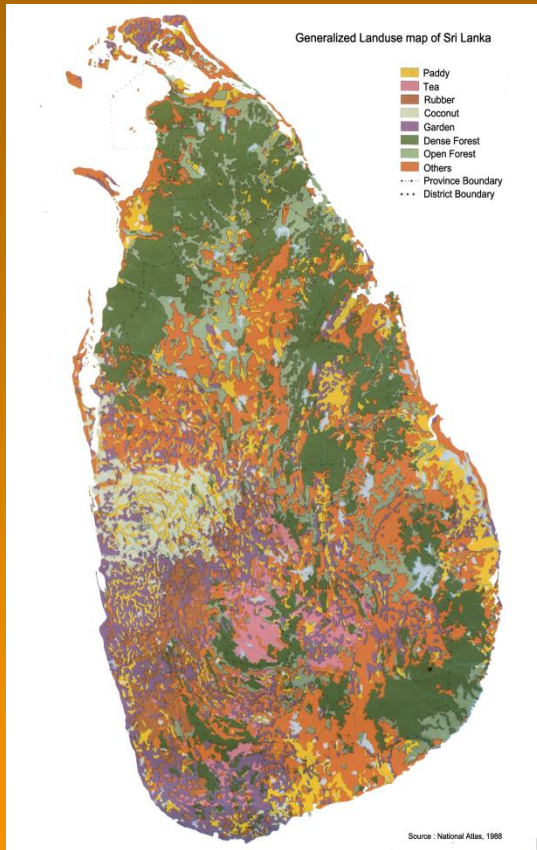 Generalized Landuse map of Sri Lanka
Paddy
Tea
Rubber
Coconut
Garden
Dense Forest
Open Forest
Others
Province Boundary
District Boundary
Source : National Atlas, 1988